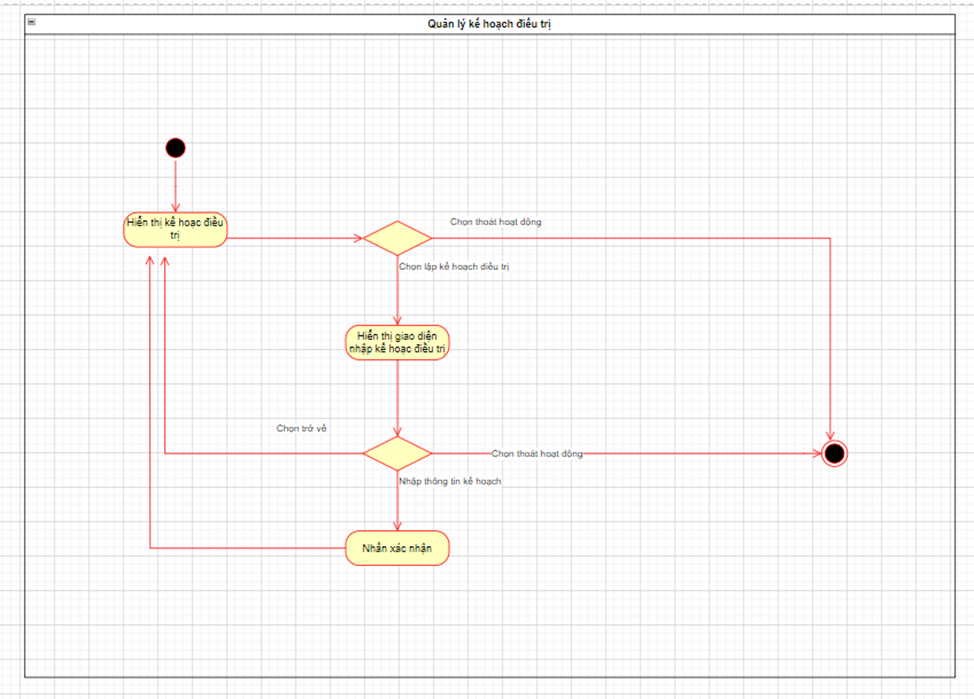 Quản lý kế hoạch điều trị
Hiển thị kế hoạc điều
trị
Chọn thoát hoạt động
Chọn lập kế hoạch điều trị
Hiển thị giao diện
nhập kế hoạc điều trị
Chọn trở về
Chọn thoát hoạt động
Nhập thông tin kế hoạch
Nhấn xác nhận